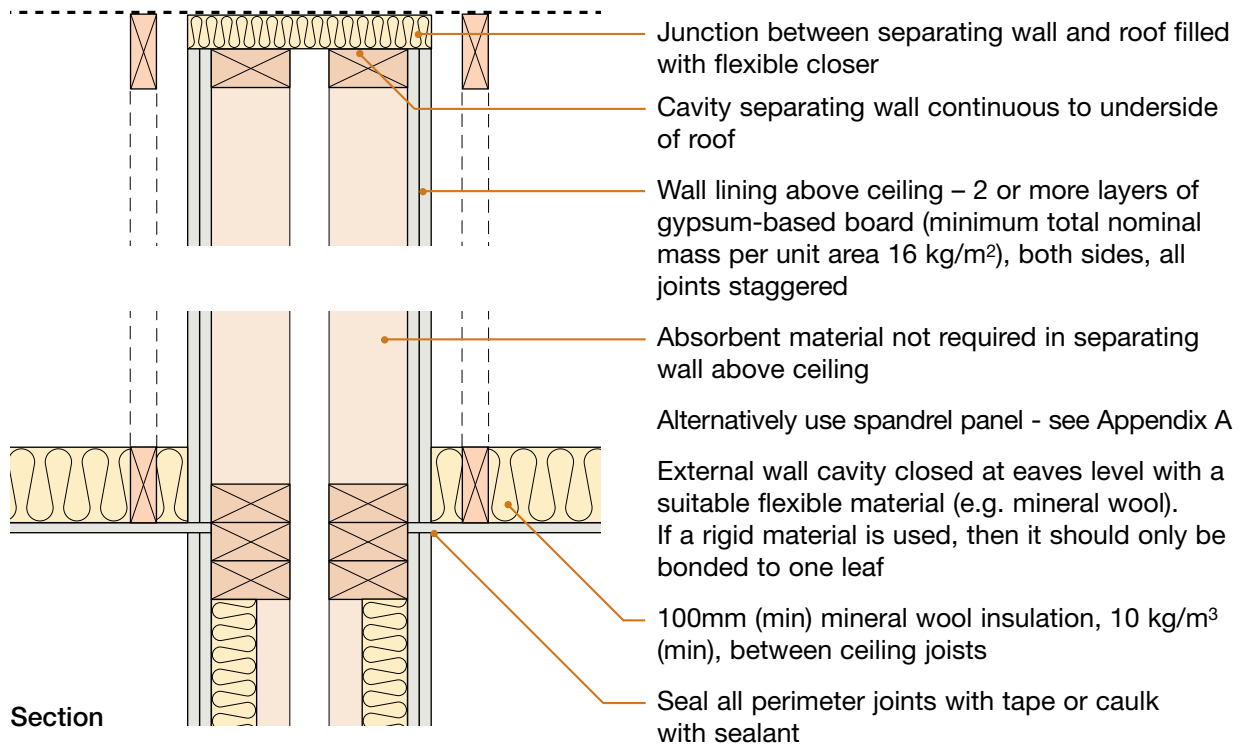 Junction between separating wall and roof filled
with flexible closer
Cavity separating wall continuous to underside
of roof
Wall lining above ceiling – 2 or more layers of
gypsum-based board (minimum total nominal
mass per unit area 16 kg/m²), both sides, all
joints staggered
Absorbent material not required in separating
wall above ceiling
Alternatively use spandrel panel - see Appendix A
External wall cavity closed at eaves level with a
suitable flexible material (e.g. mineral wool).
If a rigid material is used, then it should only be
bonded to one leaf
100mm (min) mineral wool insulation, 10 kg/m³
(min), between ceiling joists
Seal all perimeter joints with tape or caulk
with sealant
Section